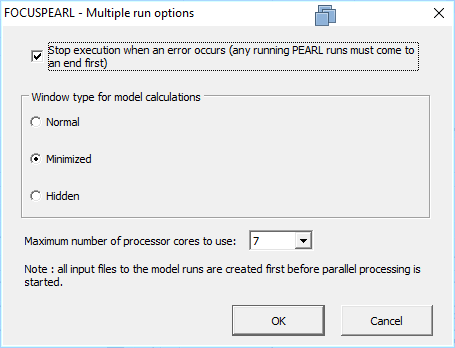 FOCUSPEARL - Multiple run options
Stop execution when an error occurs (any running PEARL runs must come to
an end first)
Window type for model calculations
Normal
Minimized
Hidden
Maximum number of processor cores to use: 7
Note : all input files to the model runs are created first before parallel processing is
started.
OK Cancel